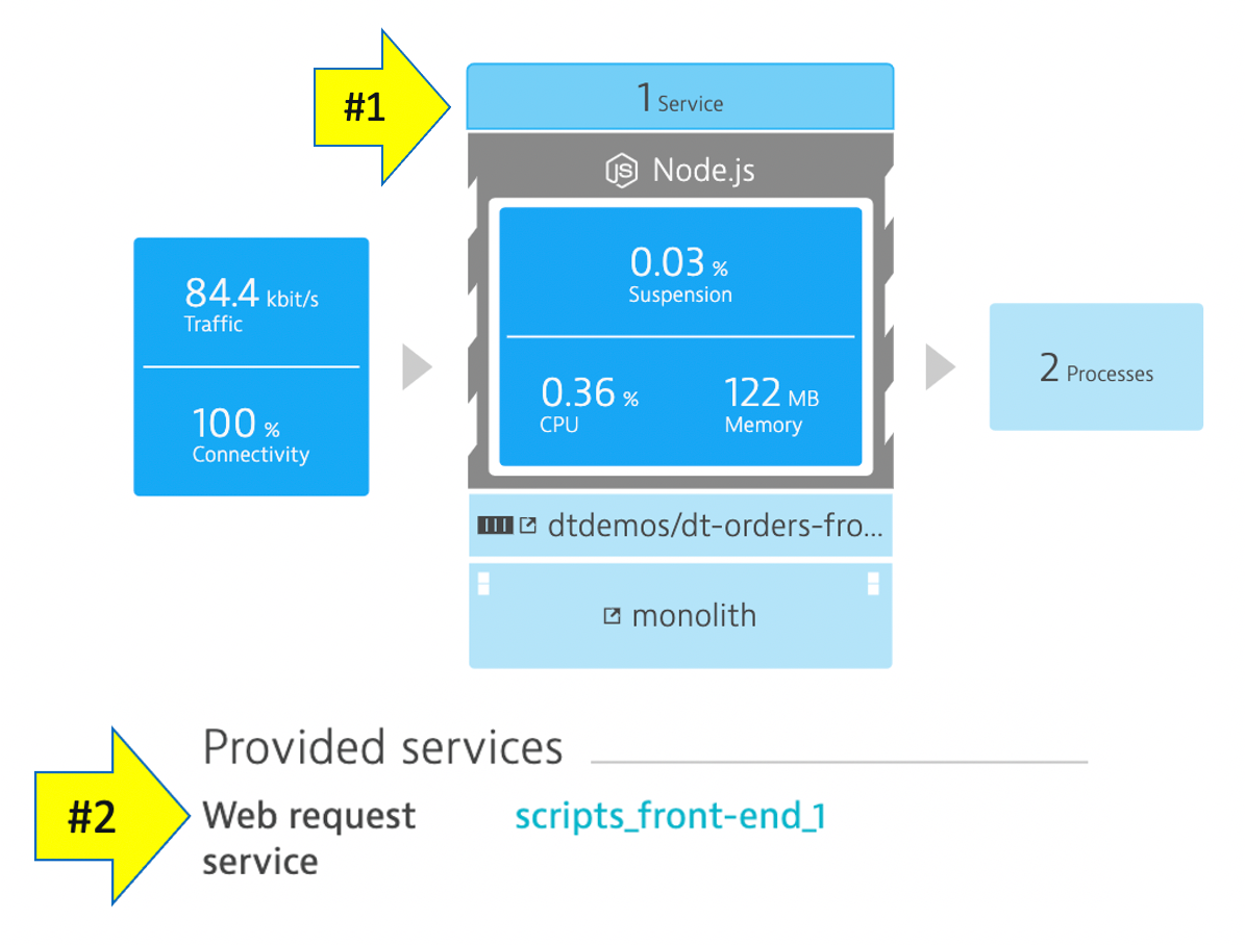 #1
1 Service
JS Node.js
84.4 kbit/s
Traffic
100 %
Connectivity
0.03 %
Suspension
0.36 %
CPU
122 MB
Memory
2 Processes
dtdemos/dt-orders-fro...
monolith
Provided services
#2
Web request service
scripts_front-end_1